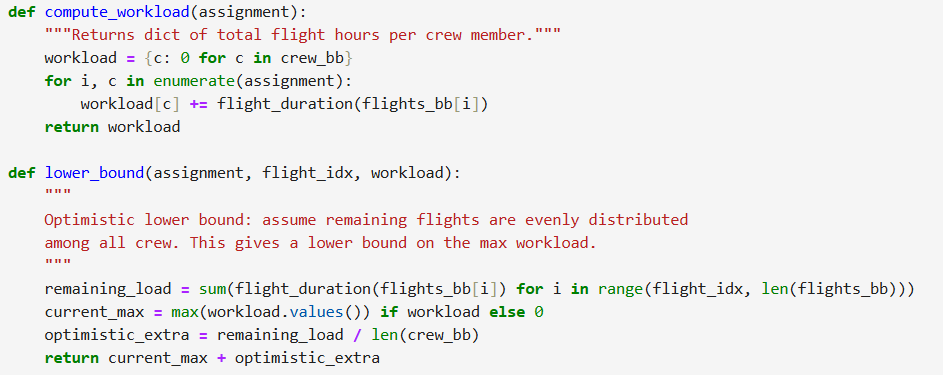 def compute_workload(assignment):
    """Returns dict of total flight hours per crew member."""
    workload = {c: 0 for c in crew_bb}
    for i, c in enumerate(assignment):
        workload[c] += flight_duration(flights_bb[i])
    return workload

def lower_bound(assignment, flight_idx, workload):
    """
    Optimistic lower bound: assume remaining flights are evenly distributed
    among all crew. This gives a lower bound on the max workload.
    """
    remaining_load = sum(flight_duration(flights_bb[i]) for i in range(flight_idx, len(flights_bb)))
    current_max = max(workload.values()) if workload else 0
    optimistic_extra = remaining_load / len(crew_bb)
    return current_max + optimistic_extra